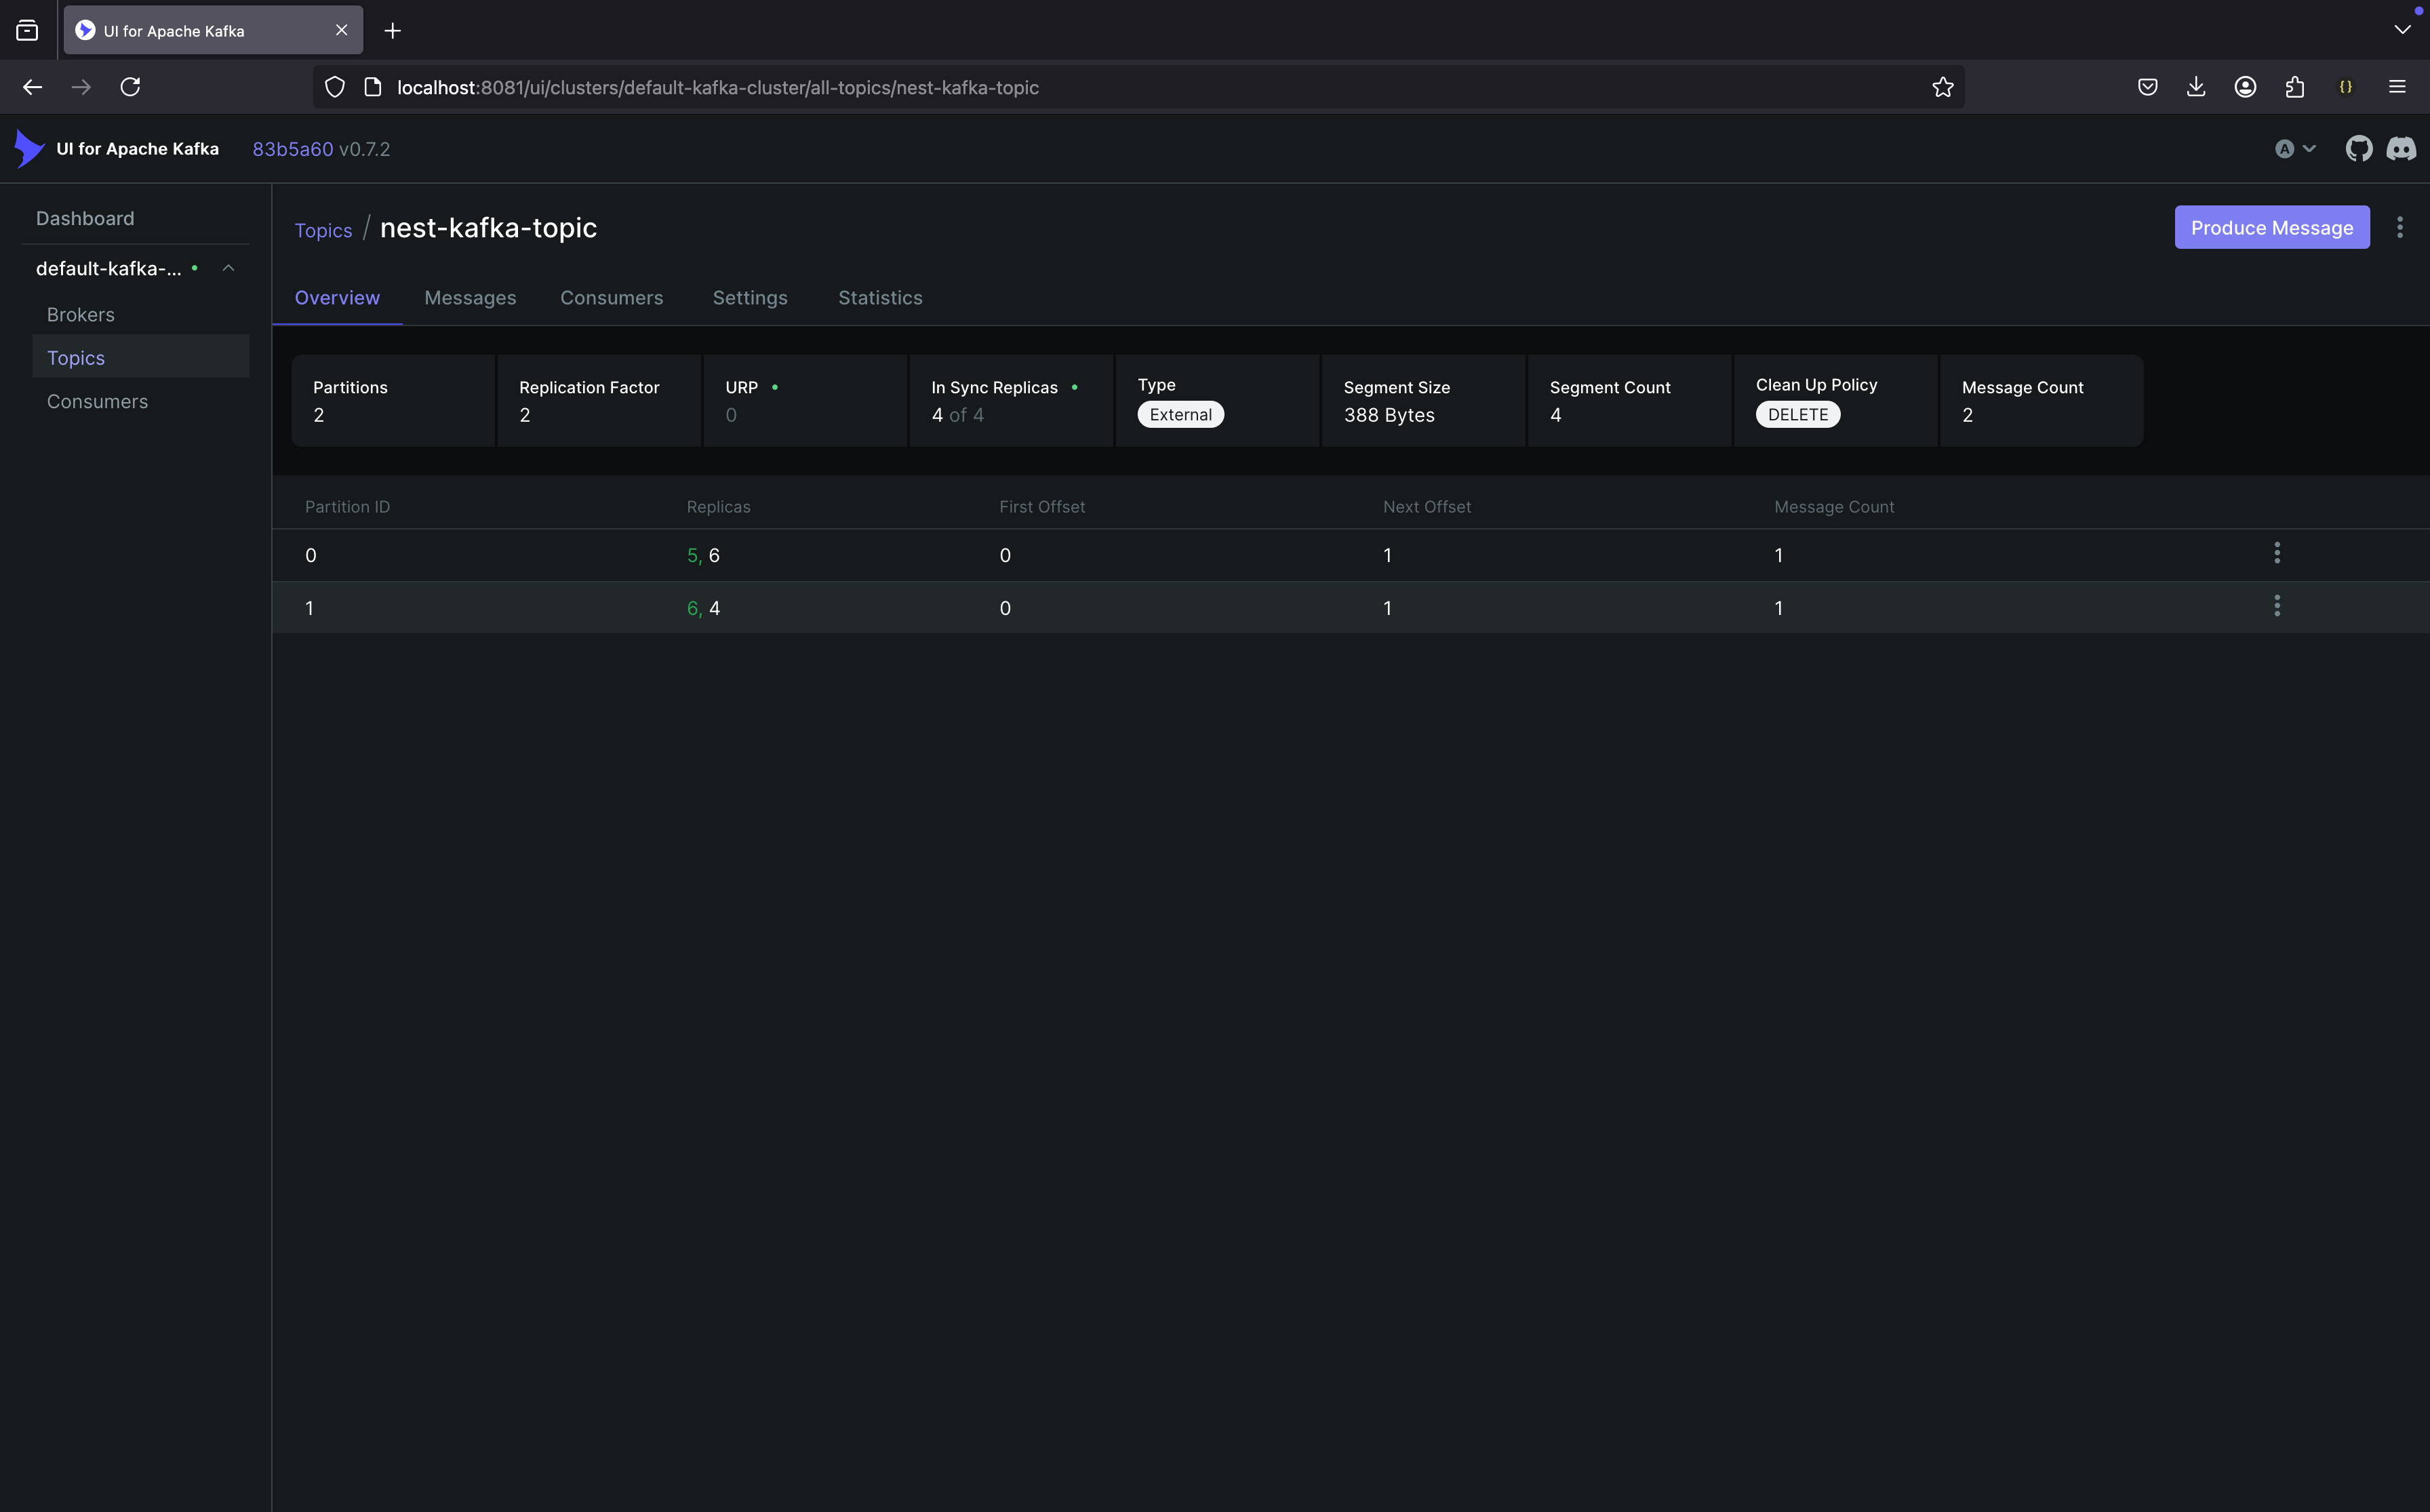 UI for Apache Kafka
localhost:8081/ui/clusters/default-kafka-cluster/all-topics/nest-kafka-topic
{}
UI for Apache Kafka 83b5a60 v0.7.2
A
Dashboard
default-kafka-...
Brokers
Topics
Consumers
Topics / nest-kafka-topic
Produce Message
Overview Messages Consumers Settings Statistics
Partitions
2
Replication Factor
2
URP
0
In Sync Replicas
4 of 4
Type
External
Segment Size
388 Bytes
Segment Count
4
Clean Up Policy
DELETE
Message Count
2
Partition ID Replicas First Offset Next Offset Message Count
0 5, 6 0 1 1
1 6, 4 0 1 1